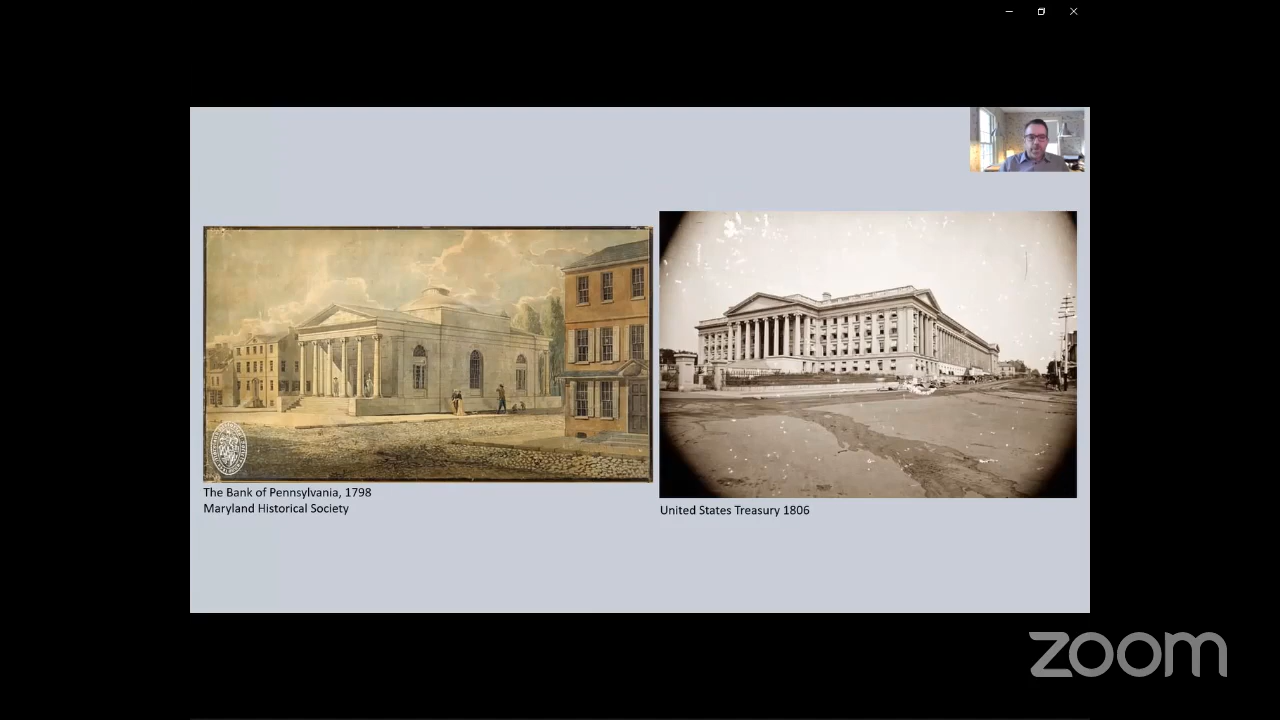 The Bank of Pennsylvania, 1798
Maryland Historical Society
United States Treasury 1806
zoom